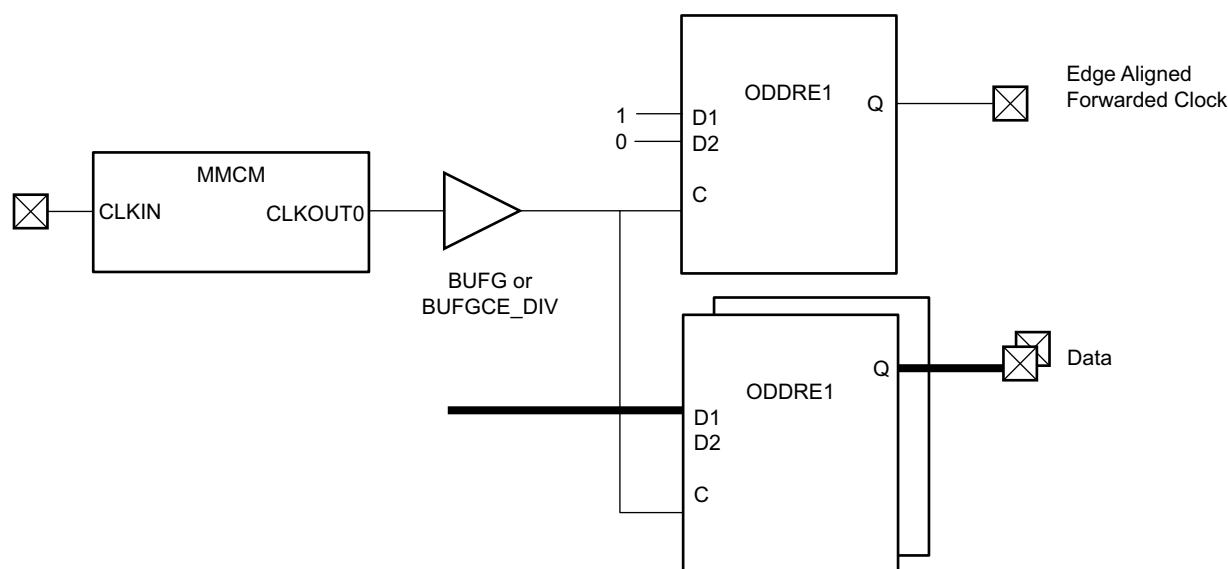 ODDRE1
Q
Edge Aligned
Forwarded Clock
1
D1
0
D2
C
MMCM
CLKIN
CLKOUT0
BUFG or
BUFGCE_DIV
Q
Data
ODDRE1
D1
D2
C